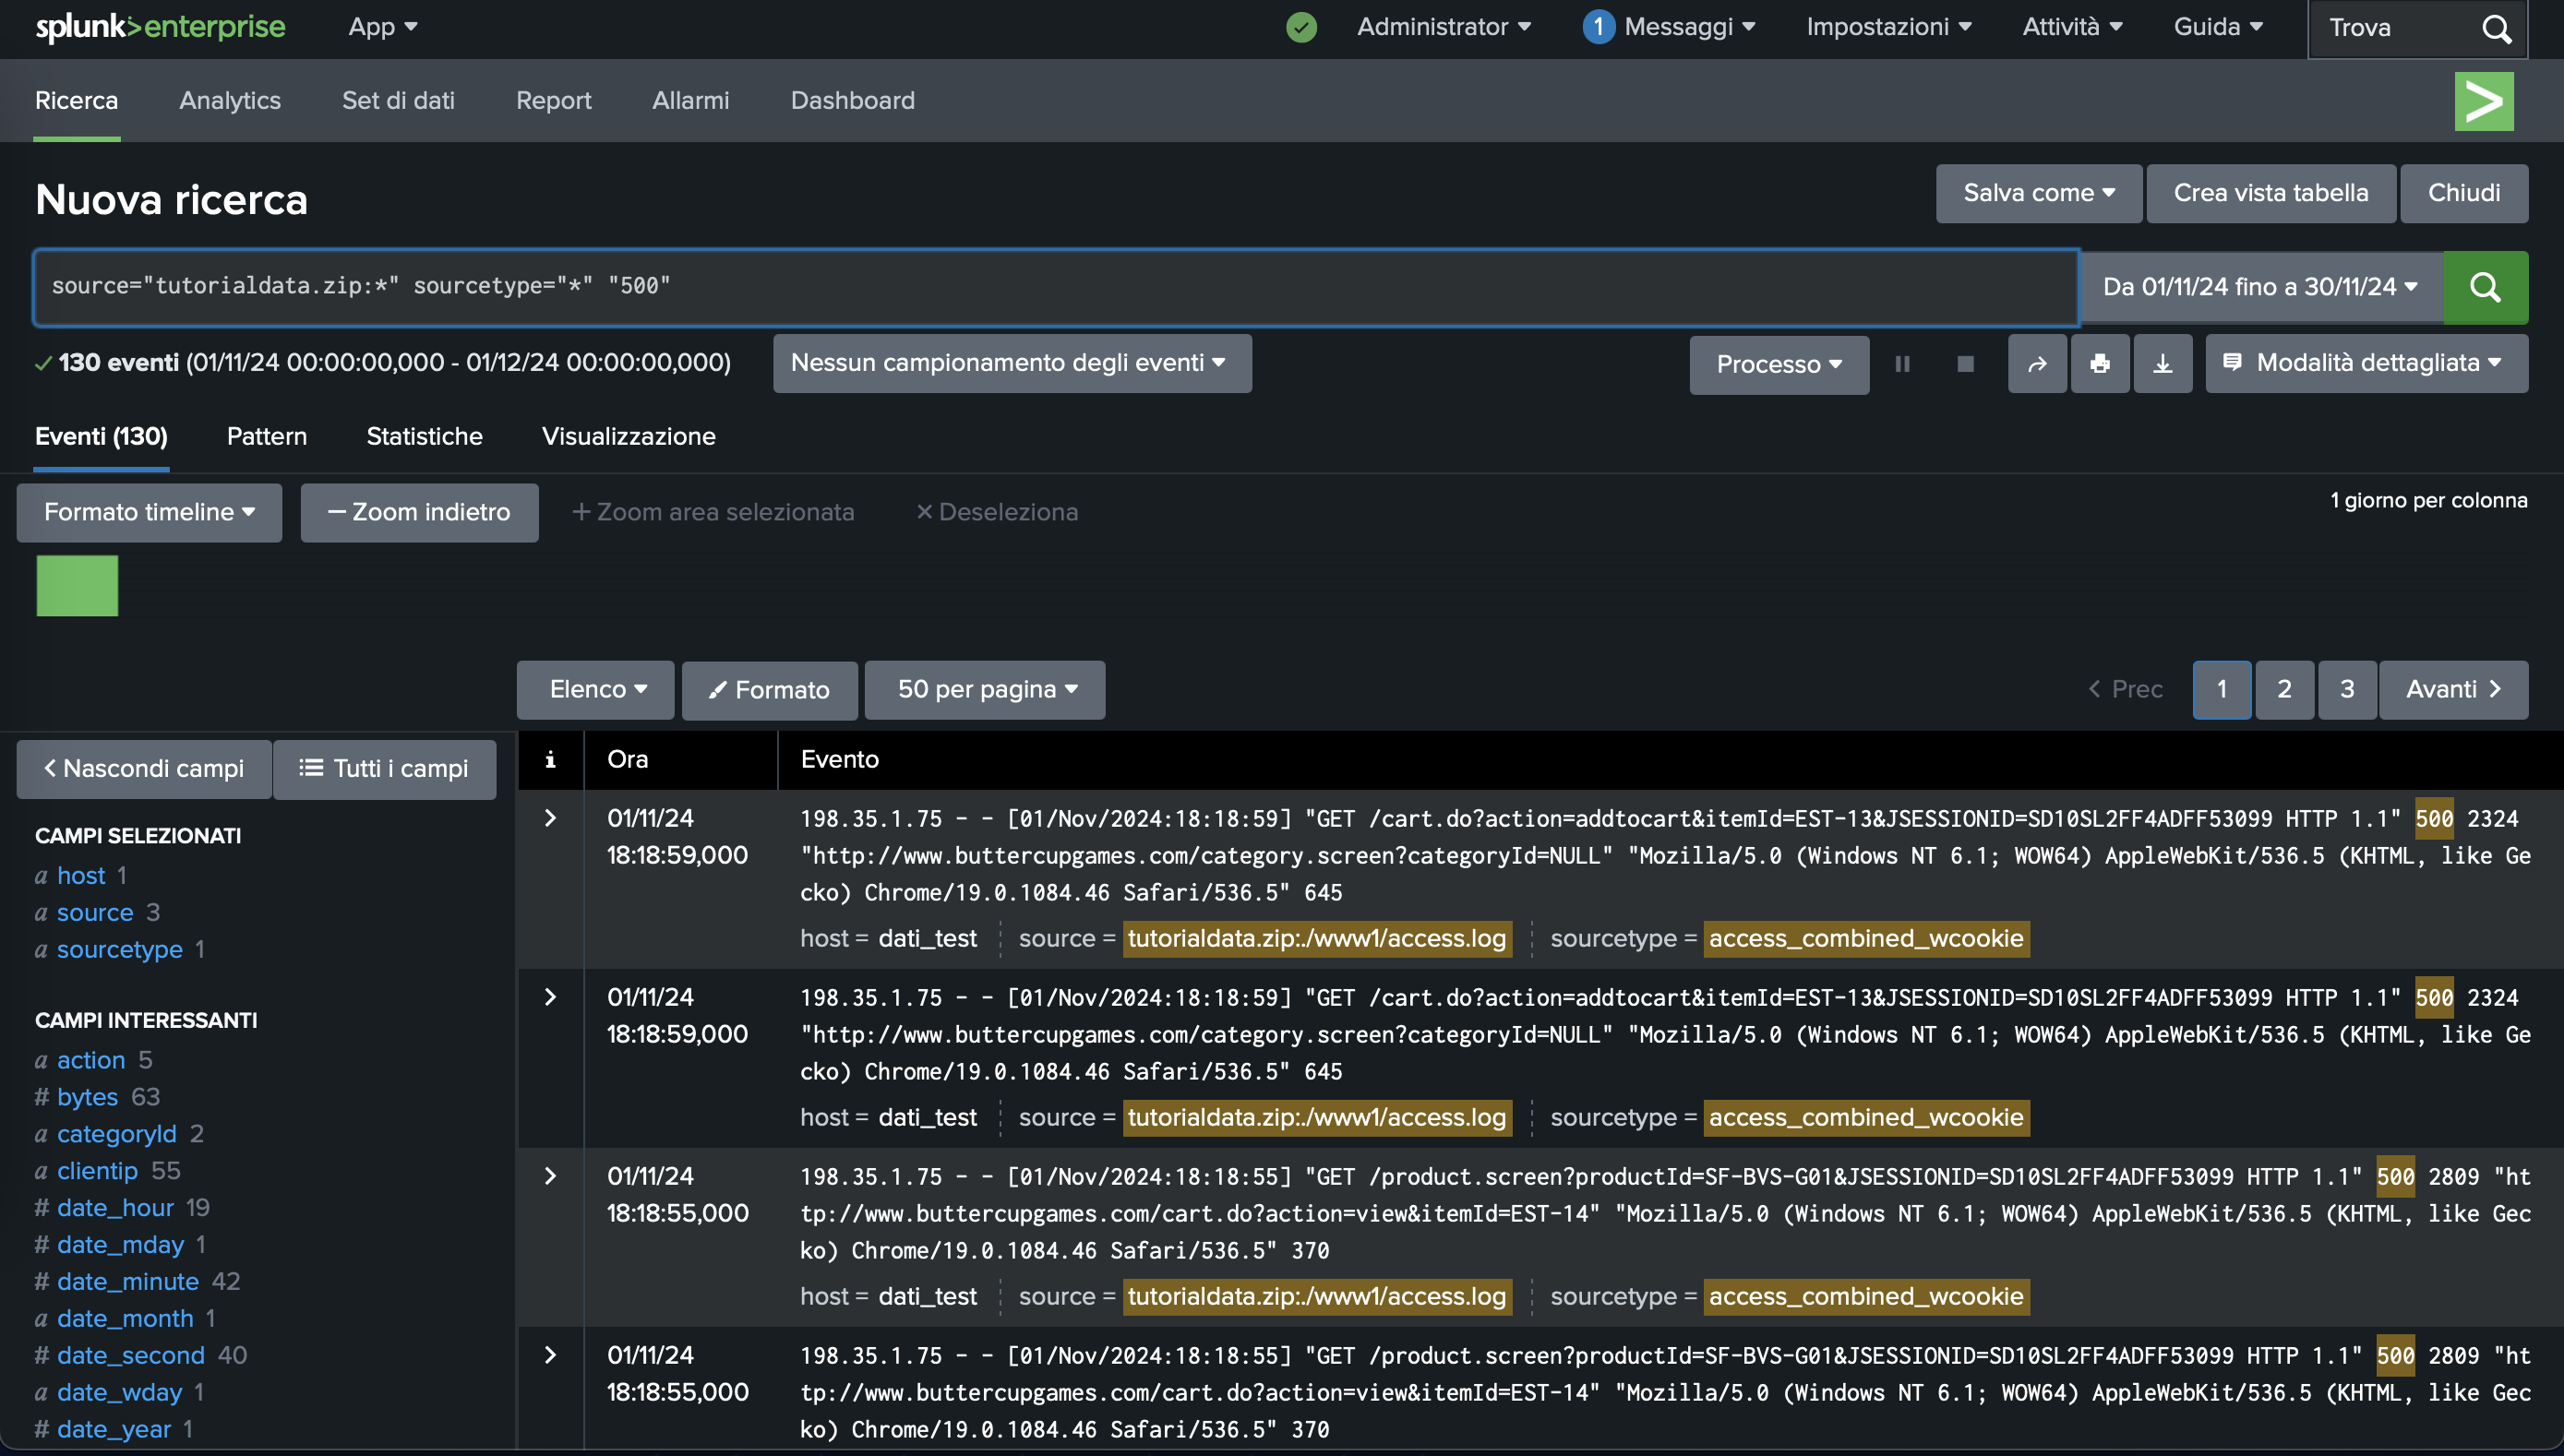 splunk>enterprise App Administrator 1 Messaggi Impostazioni Attività Guida Trova
Ricerca Analytics Set di dati Report Allarmi Dashboard
Nuova ricerca
Salva come Crea vista tabella Chiudi
source="tutorialdata.zip:*" sourcetype="*" "500"
Da 01/11/24 fino a 30/11/24
130 eventi (01/11/24 00:00:00,000 - 01/12/24 00:00:00,000) Nessun campionamento degli eventi Processo Modalità dettagliata
Eventi (130) Pattern Statistiche Visualizzazione
Formato timeline — Zoom indietro + Zoom area selezionata × Deseleziona 1 giorno per colonna
Elenco Formato 50 per pagina < Prec 1 2 3 Avanti >
< Nascondi campi Tutti i campi
CAMPI SELEZIONATI
a host 1
a source 3
a sourcetype 1
CAMPI INTERESSANTI
a action 5
# bytes 63
a categoryId 2
a clientip 55
# date_hour 19
# date_mday 1
# date_minute 42
a date_month 1
# date_second 40
a date_wday 1
# date_year 1
i Ora Evento
> 01/11/24
18:18:59,000
198.35.1.75 - - [01/Nov/2024:18:18:59] "GET /cart.do?action=addtocart&itemId=EST-13&JSESSIONID=SD10SL2FF4ADFF53099 HTTP 1.1" 500 2324
"http://www.buttercupgames.com/category.screen?categoryId=NULL" "Mozilla/5.0 (Windows NT 6.1; WOW64) AppleWebKit/536.5 (KHTML, like Ge
cko) Chrome/19.0.1084.46 Safari/536.5" 645
host = dati_test source = tutorialdata.zip:./www1/access.log sourcetype = access_combined_wcookie
> 01/11/24
18:18:59,000
198.35.1.75 - - [01/Nov/2024:18:18:59] "GET /cart.do?action=addtocart&itemId=EST-13&JSESSIONID=SD10SL2FF4ADFF53099 HTTP 1.1" 500 2324
"http://www.buttercupgames.com/category.screen?categoryId=NULL" "Mozilla/5.0 (Windows NT 6.1; WOW64) AppleWebKit/536.5 (KHTML, like Ge
cko) Chrome/19.0.1084.46 Safari/536.5" 645
host = dati_test source = tutorialdata.zip:./www1/access.log sourcetype = access_combined_wcookie
> 01/11/24
18:18:55,000
198.35.1.75 - - [01/Nov/2024:18:18:55] "GET /product.screen?productId=SF-BVS-G01&JSESSIONID=SD10SL2FF4ADFF53099 HTTP 1.1" 500 2809 "ht
tp://www.buttercupgames.com/cart.do?action=view&itemId=EST-14" "Mozilla/5.0 (Windows NT 6.1; WOW64) AppleWebKit/536.5 (KHTML, like Gec
ko) Chrome/19.0.1084.46 Safari/536.5" 370
host = dati_test source = tutorialdata.zip:./www1/access.log sourcetype = access_combined_wcookie
> 01/11/24
18:18:55,000
198.35.1.75 - - [01/Nov/2024:18:18:55] "GET /product.screen?productId=SF-BVS-G01&JSESSIONID=SD10SL2FF4ADFF53099 HTTP 1.1" 500 2809 "ht
tp://www.buttercupgames.com/cart.do?action=view&itemId=EST-14" "Mozilla/5.0 (Windows NT 6.1; WOW64) AppleWebKit/536.5 (KHTML, like Gec
ko) Chrome/19.0.1084.46 Safari/536.5" 370